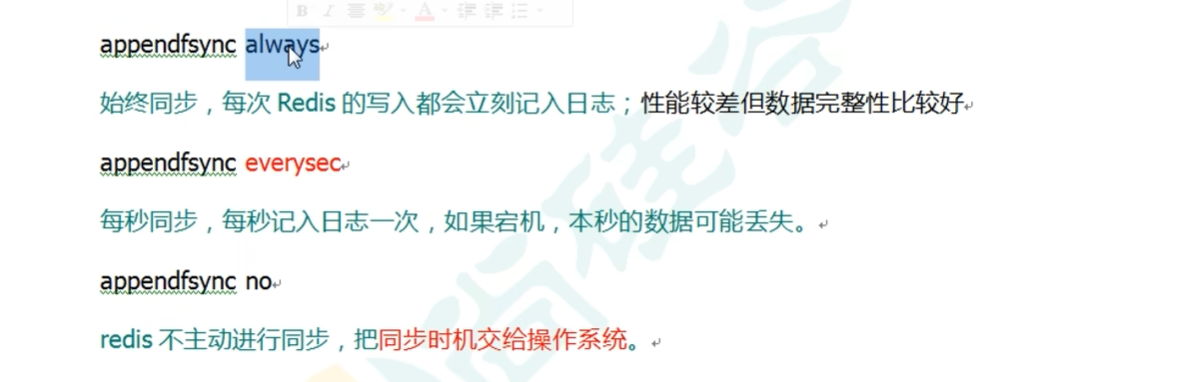 appendfsync always
始终同步，每次 Redis 的写入都会立刻记入日志；性能较差但数据完整性比较好
appendfsync everysec
每秒同步，每秒记入日志一次，如果宕机，本秒的数据可能丢失。
appendfsync no
redis 不主动进行同步，把同步时机交给操作系统。
尚硅谷